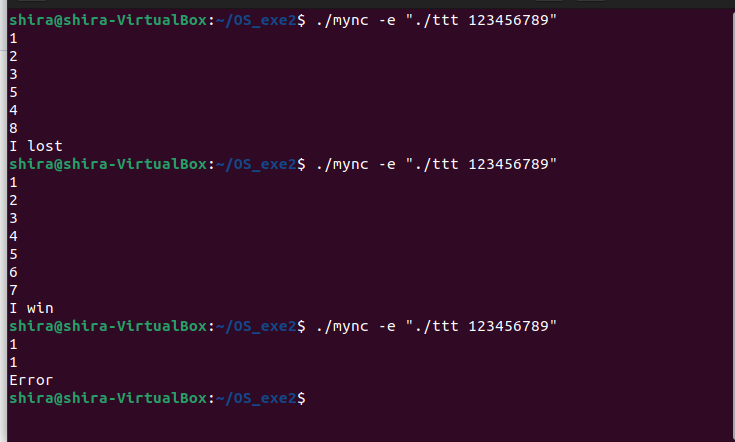 shira@shira-VirtualBox:~/OS_exe2$ ./mync -e "./ttt 123456789"
1
2
3
5
4
8
I lost
shira@shira-VirtualBox:~/OS_exe2$ ./mync -e "./ttt 123456789"
1
2
3
4
5
6
7
I win
shira@shira-VirtualBox:~/OS_exe2$ ./mync -e "./ttt 123456789"
1
1
Error
shira@shira-VirtualBox:~/OS_exe2$